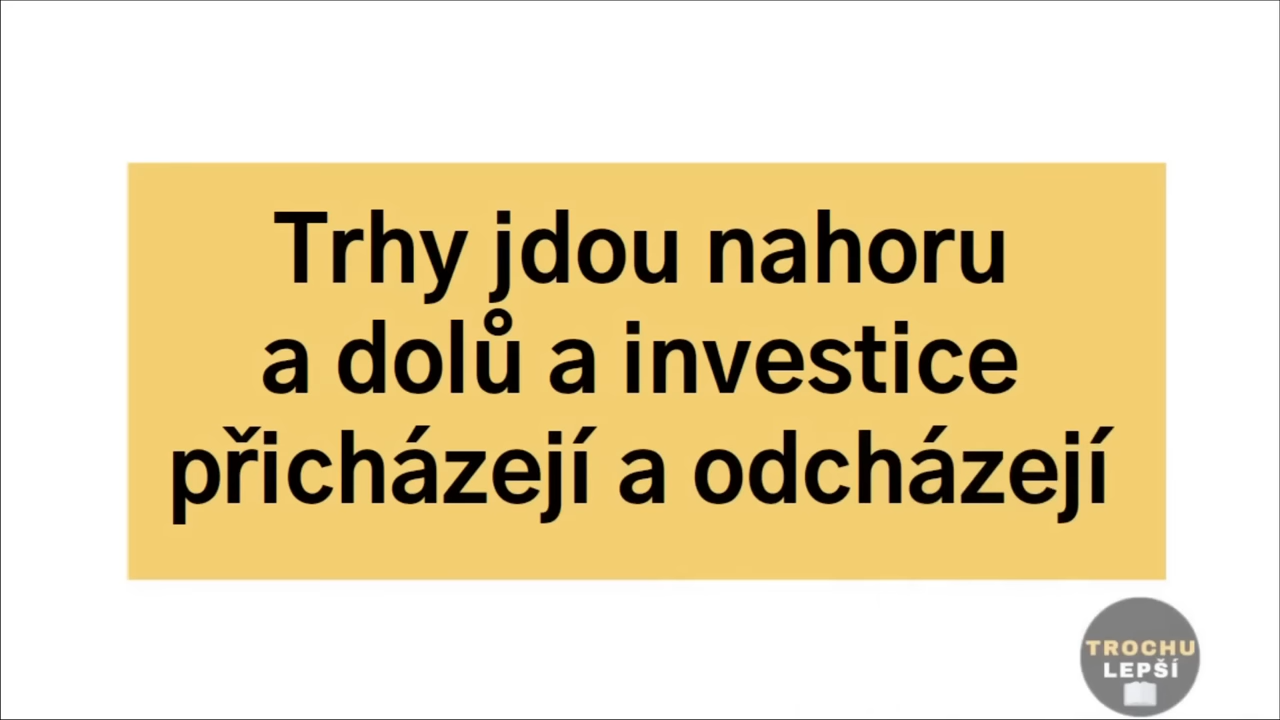 Trhy jdou nahoru
a dolů a investice
přicházejí a odcházejí
TROCHU
LEPŠÍ